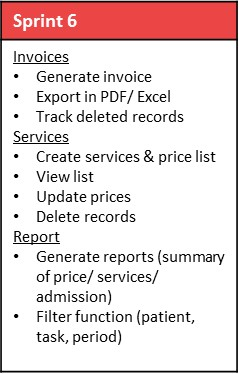 Sprint 6
Invoices
• Generate invoice
• Export in PDF/ Excel
• Track deleted records
Services
• Create services & price list
• View list
• Update prices
• Delete records
Report
• Generate reports (summary
of price/ services/
admission)
• Filter function (patient,
task, period)